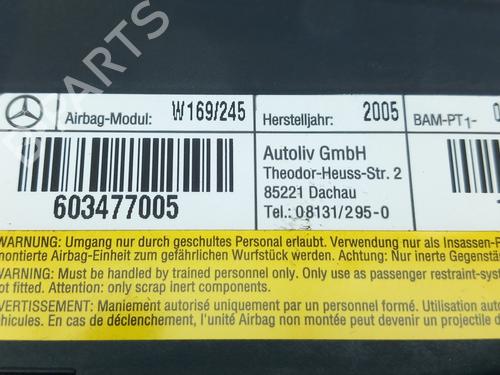 PARTS
Airbag-Modul: W169/245 Herstelljahr: 2005 BAM-PT1-
603477005
Autoliv GmbH
Theodor-Heuss-Str. 2
85221 Dachau
Tel.: 08131/295-0
WARNUNG: Umgang nur durch geschultes Personal erlaubt. Verwendung nur als Insassen-
montierte Airbag-Einheit zum gefährlichen Wurfstück werden. Achtung: Nur inerte
WARNING: Must be handled by trained personnel only. Only use as passenger restraint-
not fitted. Attention: only scrap inert components.
AVERTISSEMENT: Maniement autorisé uniquement par un personnel formé. Utilisation
vehicules. En cas de déclenchement, l'unité Airbag non montée peut devenir un projectile